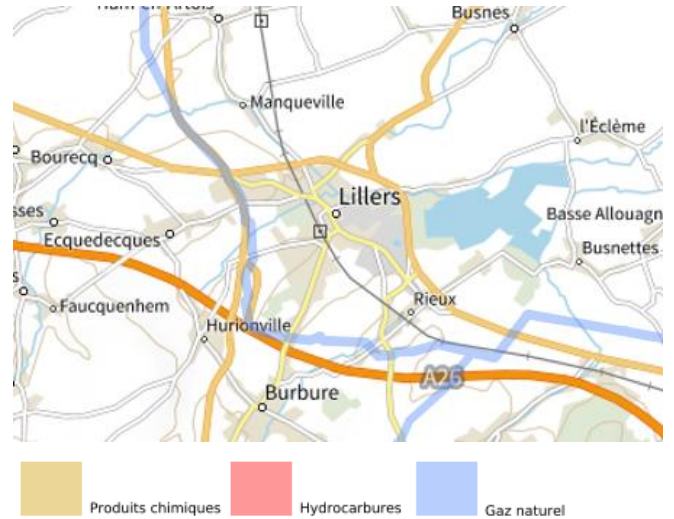 Busnes
Manqueville
l'Éclème
Bourecq
Lillers
sses
Basse Allouagn
Ecquedecques
Busnettes
s
Faucquenhem
Rieux
Hurionville
A26
Burbure
Produits chimiques
Hydrocarbures
Gaz naturel